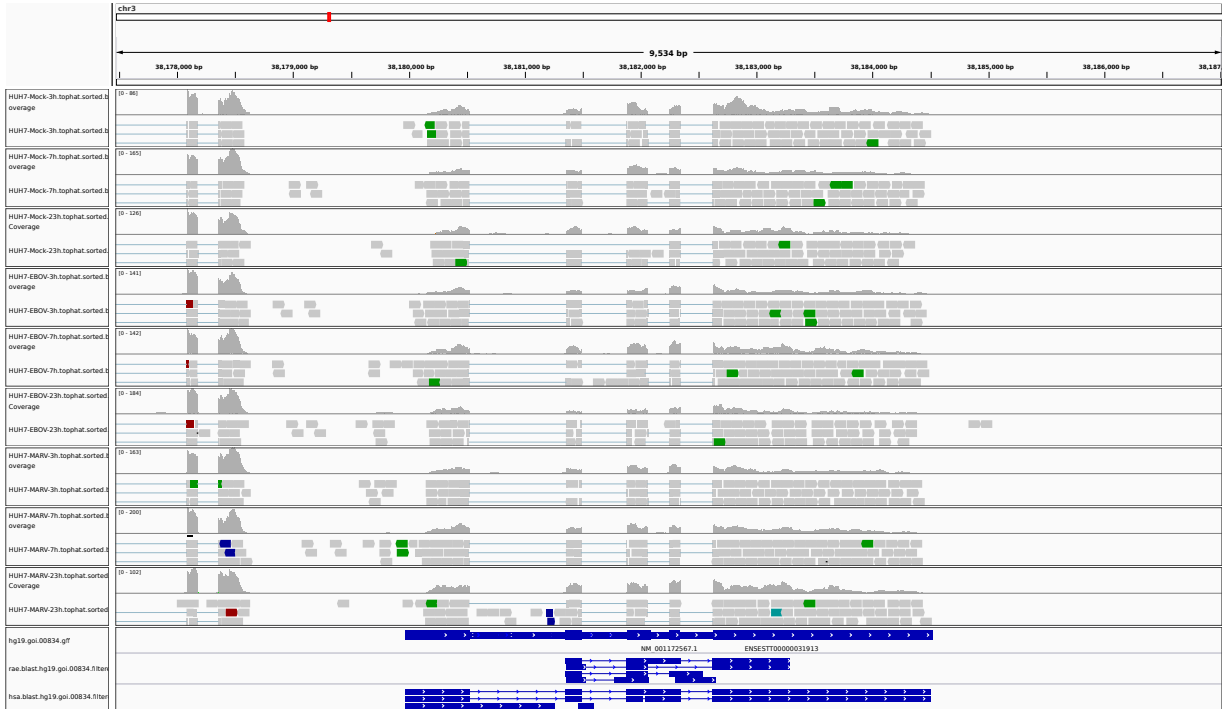 chr3
9,534 bp
38,178,000 bp 38,179,000 bp 38,180,000 bp 38,181,000 bp 38,182,000 bp 38,183,000 bp 38,184,000 bp 38,185,000 bp 38,186,000 bp 38,187
HUH7-Mock-3h.tophat.sorted.b
overage
[0 - 86]
HUH7-Mock-3h.tophat.sorted.b
HUH7-Mock-7h.tophat.sorted.b
overage
[0 - 165]
HUH7-Mock-7h.tophat.sorted.b
HUH7-Mock-23h.tophat.sorted.
Coverage
[0 - 126]
HUH7-Mock-23h.tophat.sorted.
HUH7-EBOV-3h.tophat.sorted.b
overage
[0 - 141]
HUH7-EBOV-3h.tophat.sorted.b
HUH7-EBOV-7h.tophat.sorted.b
overage
[0 - 142]
HUH7-EBOV-7h.tophat.sorted.b
HUH7-EBOV-23h.tophat.sorted.
Coverage
[0 - 184]
HUH7-EBOV-23h.tophat.sorted.
HUH7-MARV-3h.tophat.sorted.b
overage
[0 - 163]
HUH7-MARV-3h.tophat.sorted.b
HUH7-MARV-7h.tophat.sorted.b
overage
[0 - 200]
HUH7-MARV-7h.tophat.sorted.b
HUH7-MARV-23h.tophat.sorted
Coverage
[0 - 102]
HUH7-MARV-23h.tophat.sorted
hg19.goi.00834.gff
NM_001172567.1 ENSESTT00000031913
rae.blast.hg19.goi.00834.filten
hsa.blast.hg19.goi.00834.filten